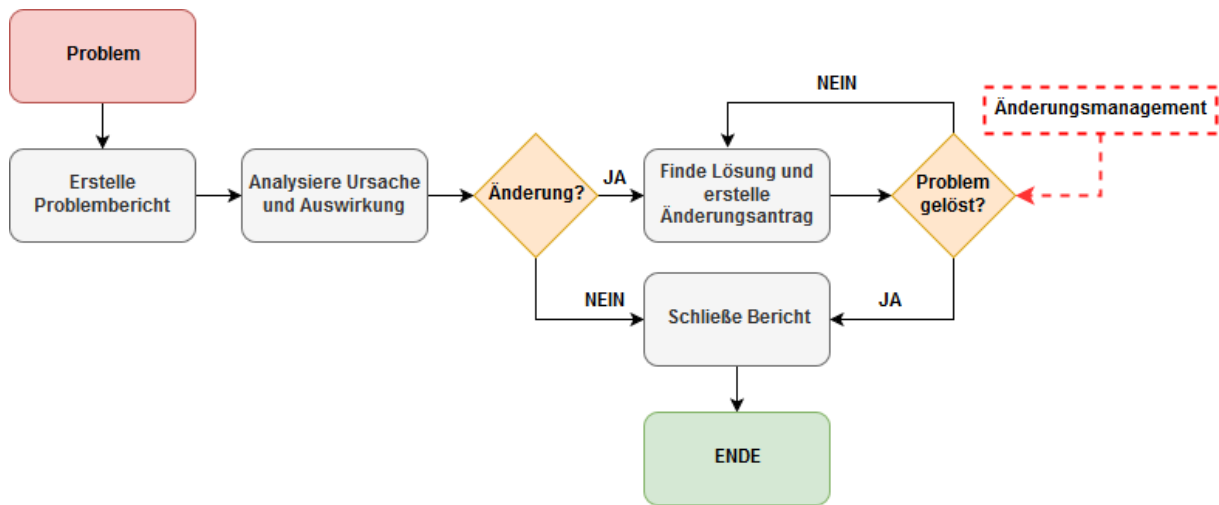 Problem
NEIN
Änderungsmanagement
Erstelle
Problembericht
Analysiere Ursache
und Auswirkung
Änderung?
JA
Finde Lösung und
erstelle
Änderungsantrag
Problem
gelöst?
NEIN
Schließe Bericht
JA
ENDE